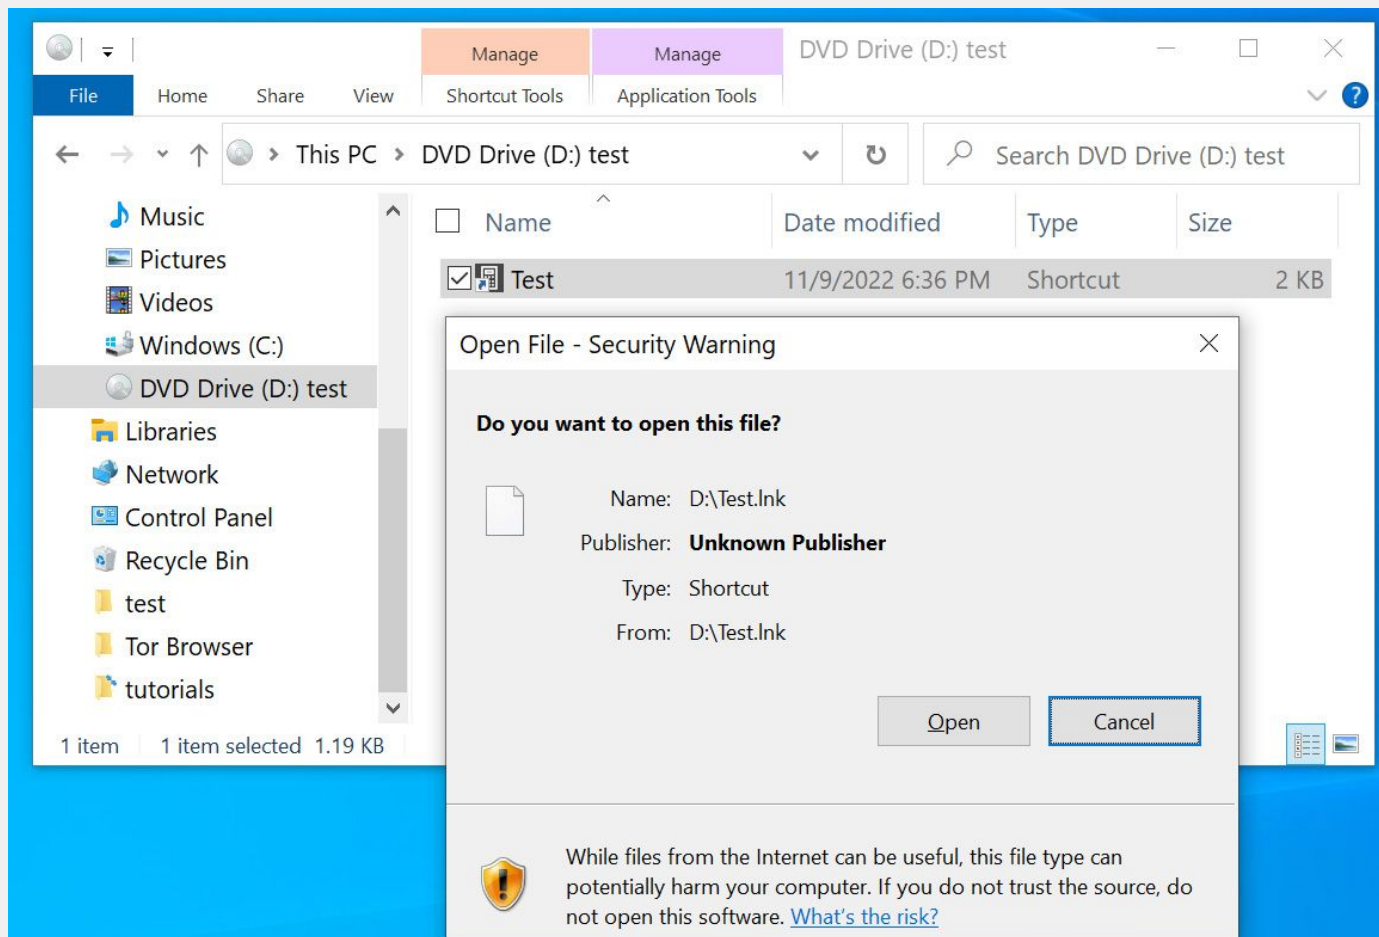 Manage Manage DVD Drive (D:) test
File Home Share View Shortcut Tools Application Tools ?
This PC > DVD Drive (D:) test Search DVD Drive (D:) test
Music
Pictures
Videos
Windows (C:)
DVD Drive (D:) test
Libraries
Network
Control Panel
Recycle Bin
test
Tor Browser
tutorials
Name Date modified Type Size
Test 11/9/2022 6:36 PM Shortcut 2 KB
Open File - Security Warning
Do you want to open this file?
Name: D:\Test.lnk
Publisher: Unknown Publisher
Type: Shortcut
From: D:\Test.lnk
Open Cancel
While files from the Internet can be useful, this file type can
potentially harm your computer. If you do not trust the source, do
not open this software. What's the risk?
1 item 1 item selected 1.19 KB